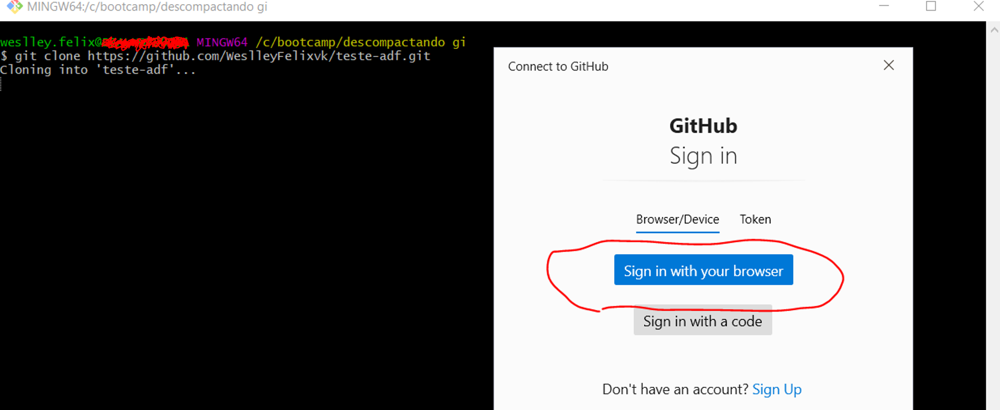 MINGW64:/c/bootcamp/descompactando gi
weslley.felix@ MINGW64 /c/bootcamp/descompactando gi
$ git clone https://github.com/WeslleyFelixvk/teste-adf.git
Cloning into 'teste-adf'...
Connect to GitHub
GitHub
Sign in
Browser/Device Token
Sign in with your browser
Sign in with a code
Don't have an account? Sign Up